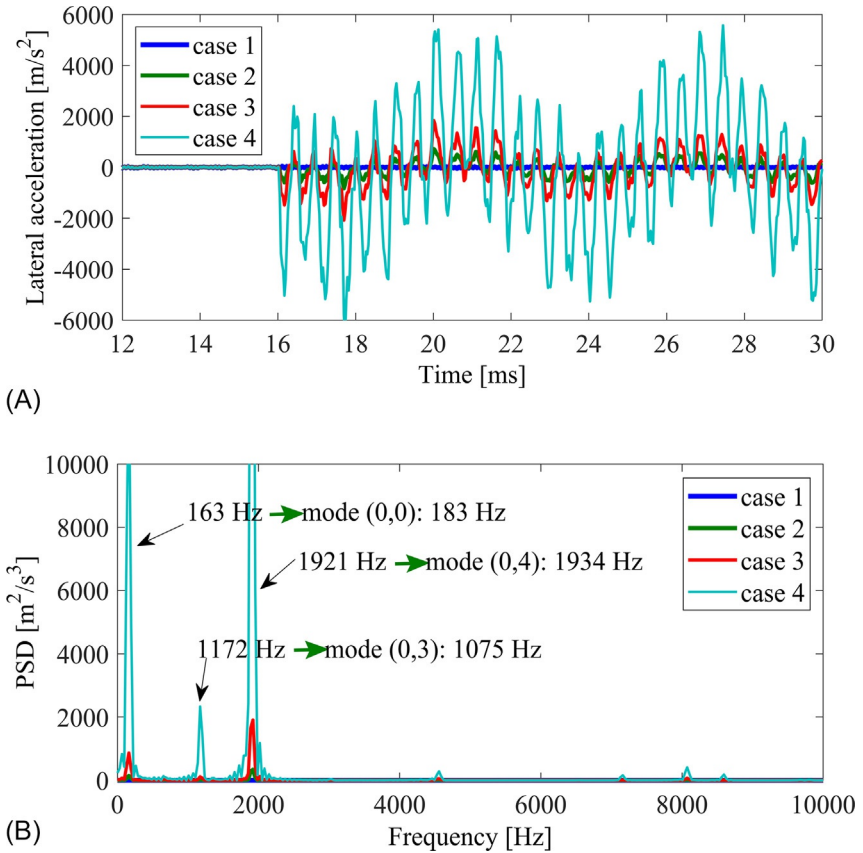 6000
4000
2000
0
-2000
-4000
-6000
Lateral acceleration [m/s²]
case 1
case 2
case 3
case 4
12 14 16 18 20 22 24 26 28 30
Time [ms]
(A)
10000
8000
6000
4000
2000
0
PSD [m²/s³]
163 Hz mode (0,0): 183 Hz
1921 Hz mode (0,4): 1934 Hz
1172 Hz mode (0,3): 1075 Hz
case 1
case 2
case 3
case 4
0 2000 4000 6000 8000 10000
Frequency [Hz]
(B)